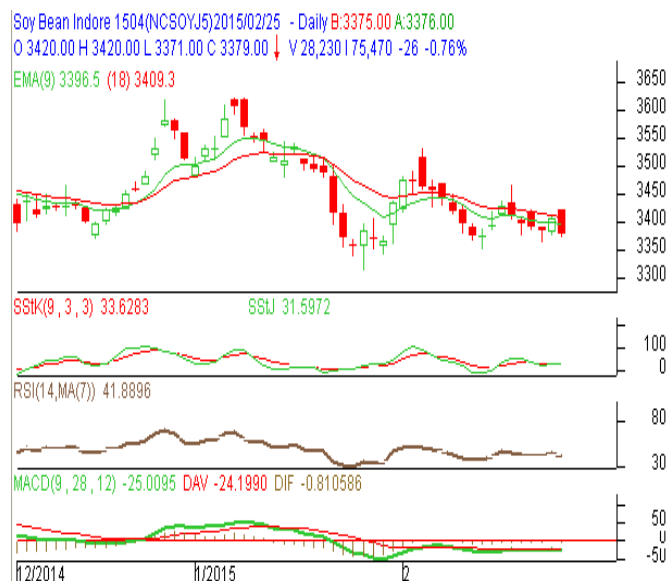 Soy Bean Indore 1504(NCSOYJ5)2015/02/25 - Daily B:3375.00 A:3376.00
O 3420.00 H 3420.00 L 3371.00 C 3379.00 V 28,230 I 75,470 -26 -0.76%
EMA(9) 3396.5 (18) 3409.3
3650
3600
3550
3500
3450
3400
3350
3300
SStK(9, 3, 3) 33.6283 SStJ 31.5972
100
0
RSI(14,MA(7)) 41.8896
80
30
MACD(9, 28, 12) -25.0095 DAV -24.1990 DIF -0.810586
50
0
-50
12/2014 1/2015 2